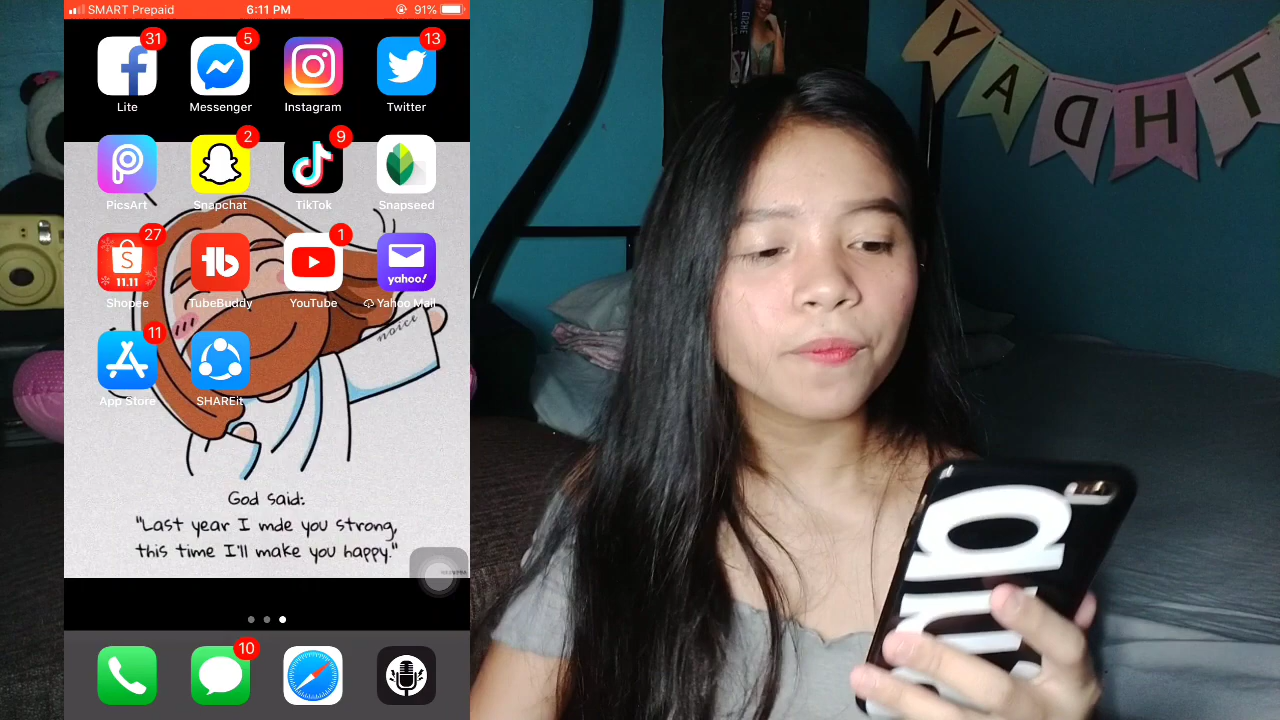 SMART Prepaid 6:11 PM 91%
31 5 13
Lite Messenger Instagram Twitter
2 9
PicsArt Snapchat TikTok Snapseed
27 1
11.11 yahoo!
Shopee TubeBuddy YouTube Yahoo Mail
noice
11
App Store SHAREit
God said:
"Last year I mde you strong,
this time I'll make you happy."
10
THDAY